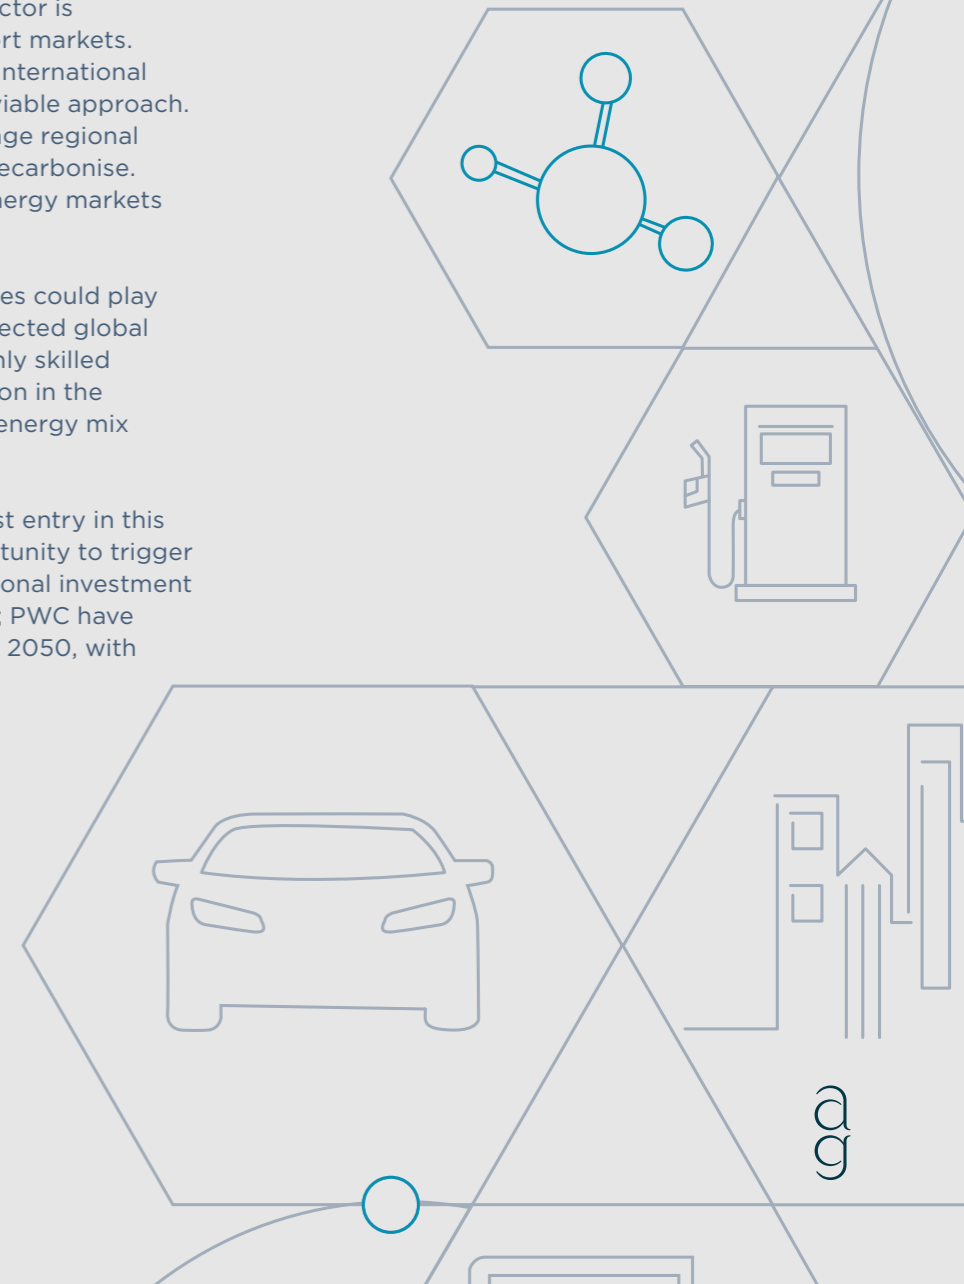 ctor is
rt markets.
nternational
viable approach.
ge regional
ecarbonise.
nergy markets
es could play
ected global
nly skilled
on in the
energy mix
st entry in this
tunity to trigger
onal investment
; PWC have
2050, with
a
g